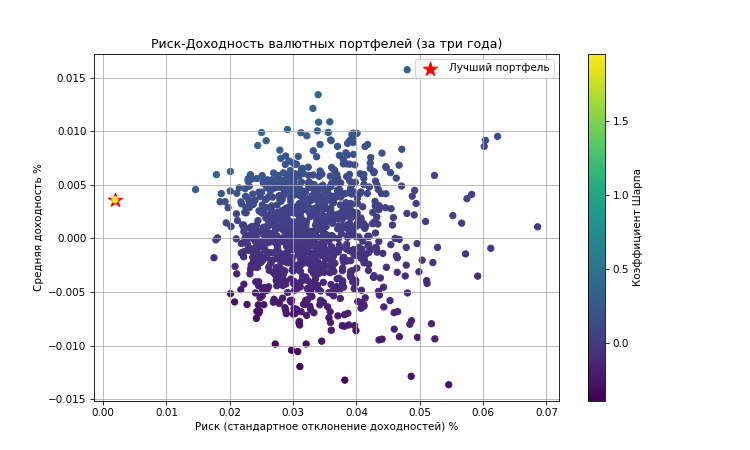 Риск-Доходность валютных портфелей (за три года)
Лучший портфель
Средняя доходность %
0.015
0.010
0.005
0.000
−0.005
−0.010
−0.015
0.00 0.01 0.02 0.03 0.04 0.05 0.06 0.07
Риск (стандартное отклонение доходностей) %
1.5
1.0
0.5
0.0
Коэффициент Шарпа